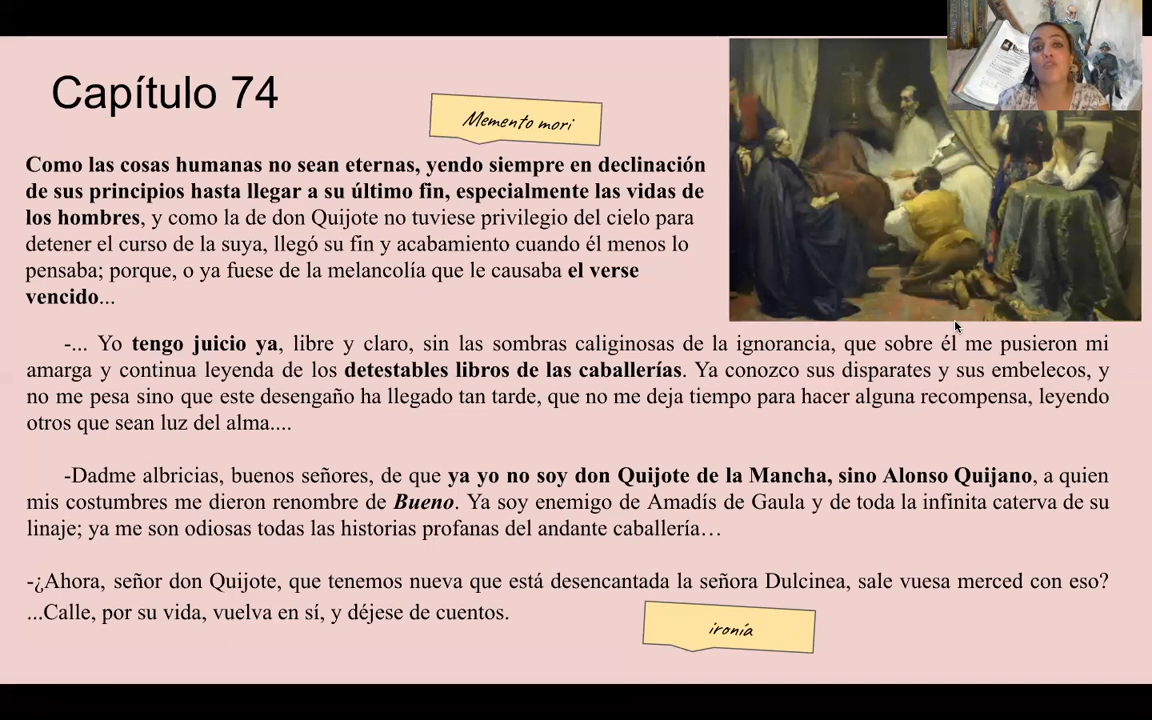 Capítulo 74
Memento mori
Como las cosas humanas no sean eternas, yendo siempre en declinación
de sus principios hasta llegar a su último fin, especialmente las vidas de
los hombres, y como la de don Quijote no tuviese privilegio del cielo para
detener el curso de la suya, llegó su fin y acabamiento cuando él menos lo
pensaba; porque, o ya fuese de la melancolía que le causaba el verse
vencido...
-... Yo tengo juicio ya, libre y claro, sin las sombras caliginosas de la ignorancia, que sobre él me pusieron mi
amarga y continua leyenda de los detestables libros de las caballerías. Ya conozco sus disparates y sus embelecos, y
no me pesa sino que este desengaño ha llegado tan tarde, que no me deja tiempo para hacer alguna recompensa, leyendo
otros que sean luz del alma....
-Dadme albricias, buenos señores, de que ya yo no soy don Quijote de la Mancha, sino Alonso Quijano, a quien
mis costumbres me dieron renombre de Bueno. Ya soy enemigo de Amadís de Gaula y de toda la infinita caterva de su
linaje; ya me son odiosas todas las historias profanas del andante caballería…
-¿Ahora, señor don Quijote, que tenemos nueva que está desencantada la señora Dulcinea, sale vuesa merced con eso?
...Calle, por su vida, vuelva en sí, y déjese de cuentos.
ironía